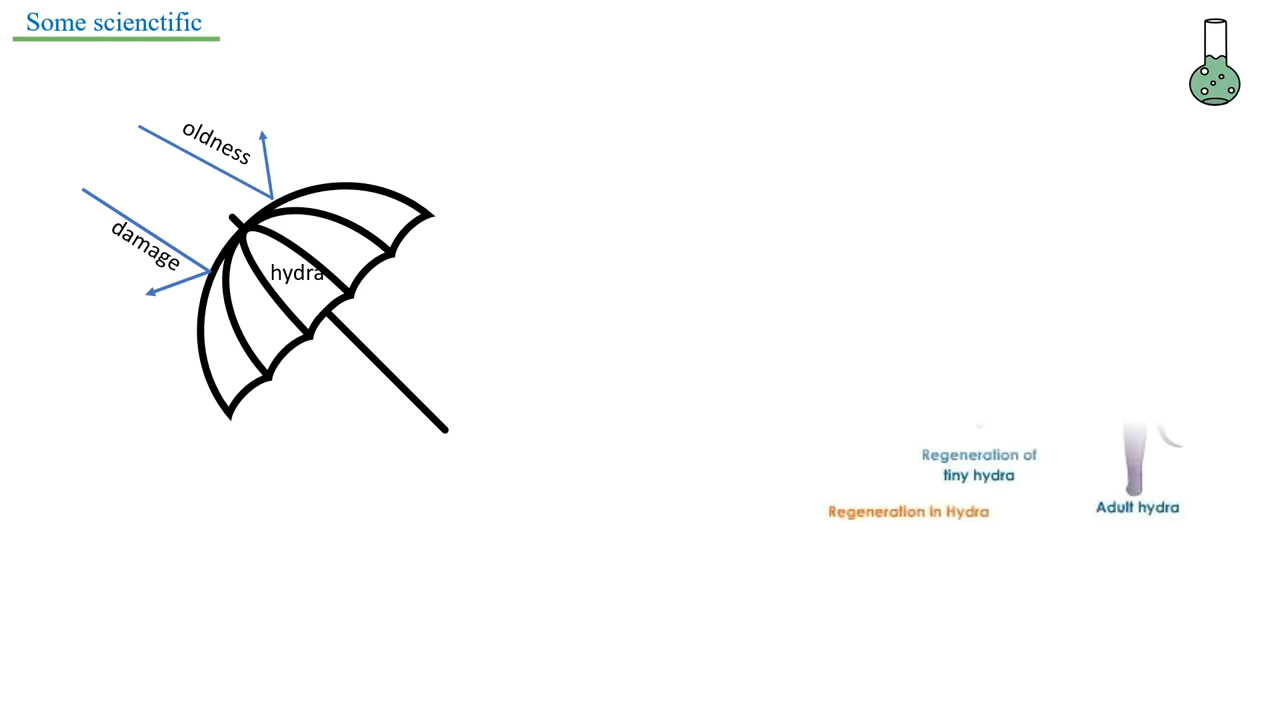 Some scienctific
oldness
damage
hydra
Regeneration of
tiny hydra
Regeneration in Hydra
Adult hydra